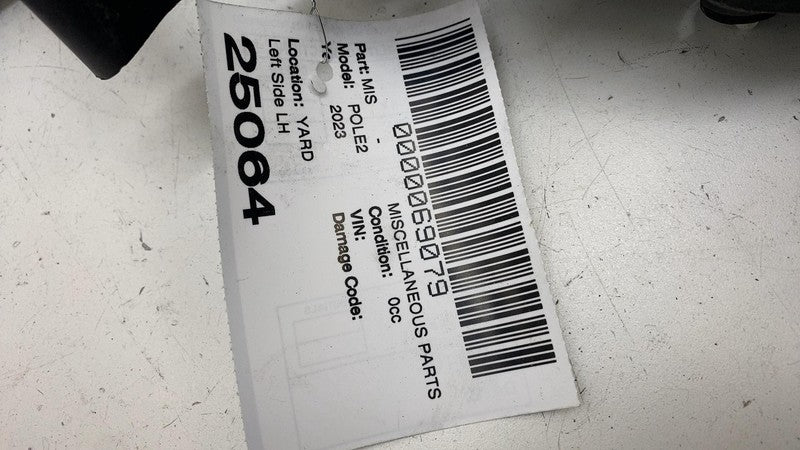 0000069079
Part: MIS - MISCELLANEOUS PARTS
Model: POLE2 Condition: 0cc
2023 VIN:
Damage Code:
Location: YARD
Left Side LH
25064